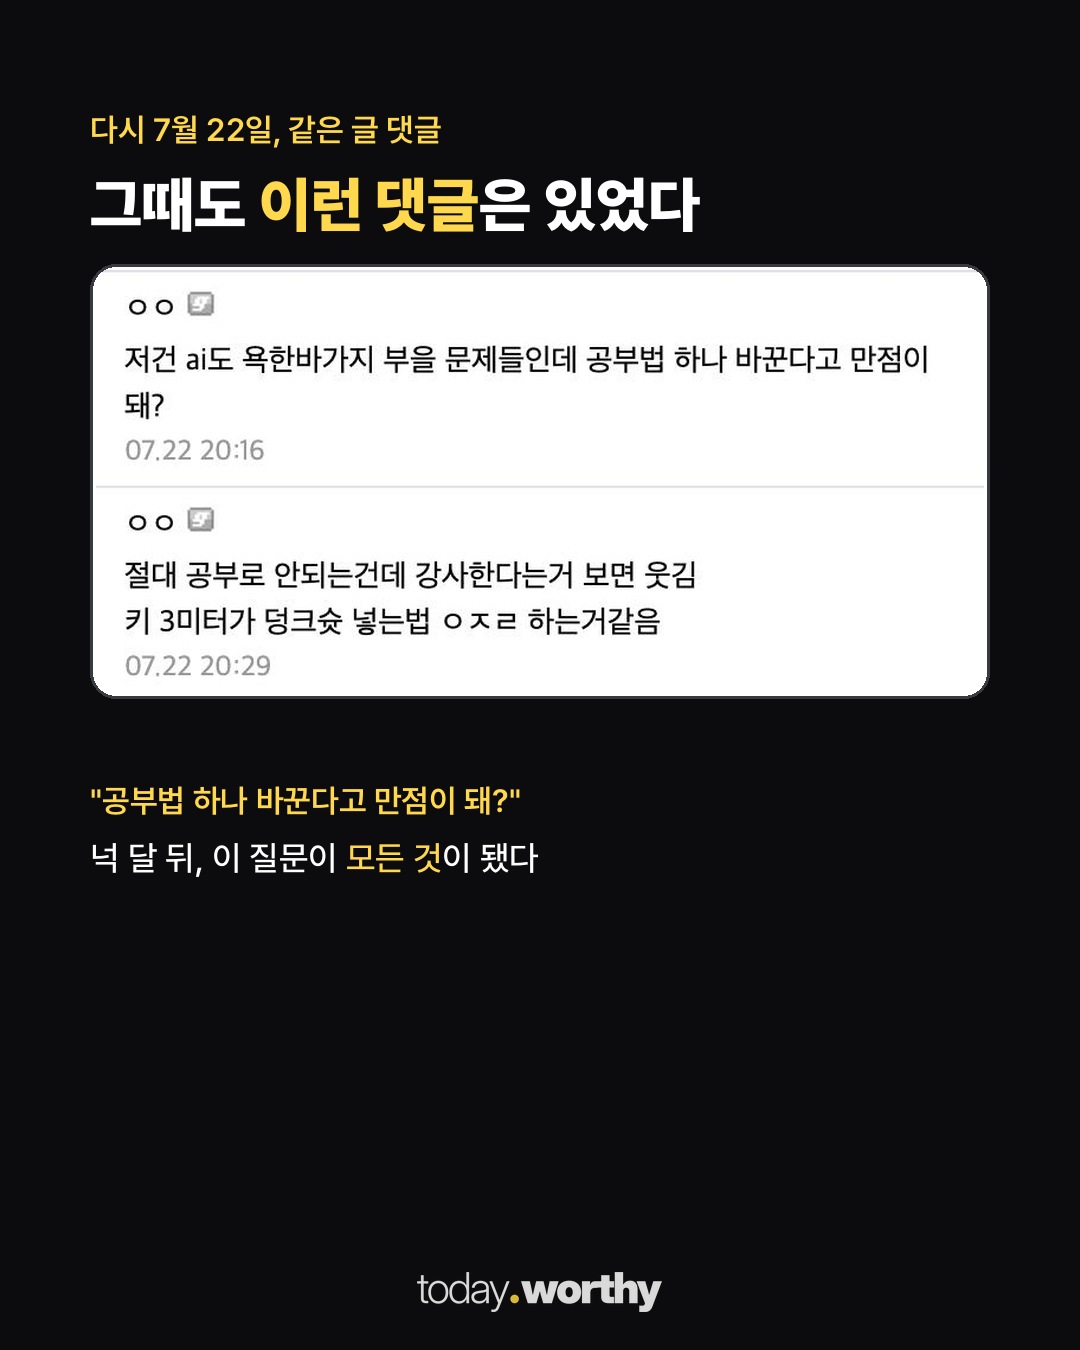 다시 7월 22일, 같은 글 댓글
그때도 이런 댓글은 있었다
ㅇㅇ
저건 ai도 욕한바가지 부을 문제들인데 공부법 하나 바꾼다고 만점이
돼?
07.22 20:16
ㅇㅇ
절대 공부로 안되는건데 강사한다는거 보면 웃김
키 3미터가 덩크슛 넣는법 ㅇㅈㄹ 하는거같음
07.22 20:29
"공부법 하나 바꾼다고 만점이 돼?"
넉 달 뒤, 이 질문이 모든 것이 됐다
today.worthy